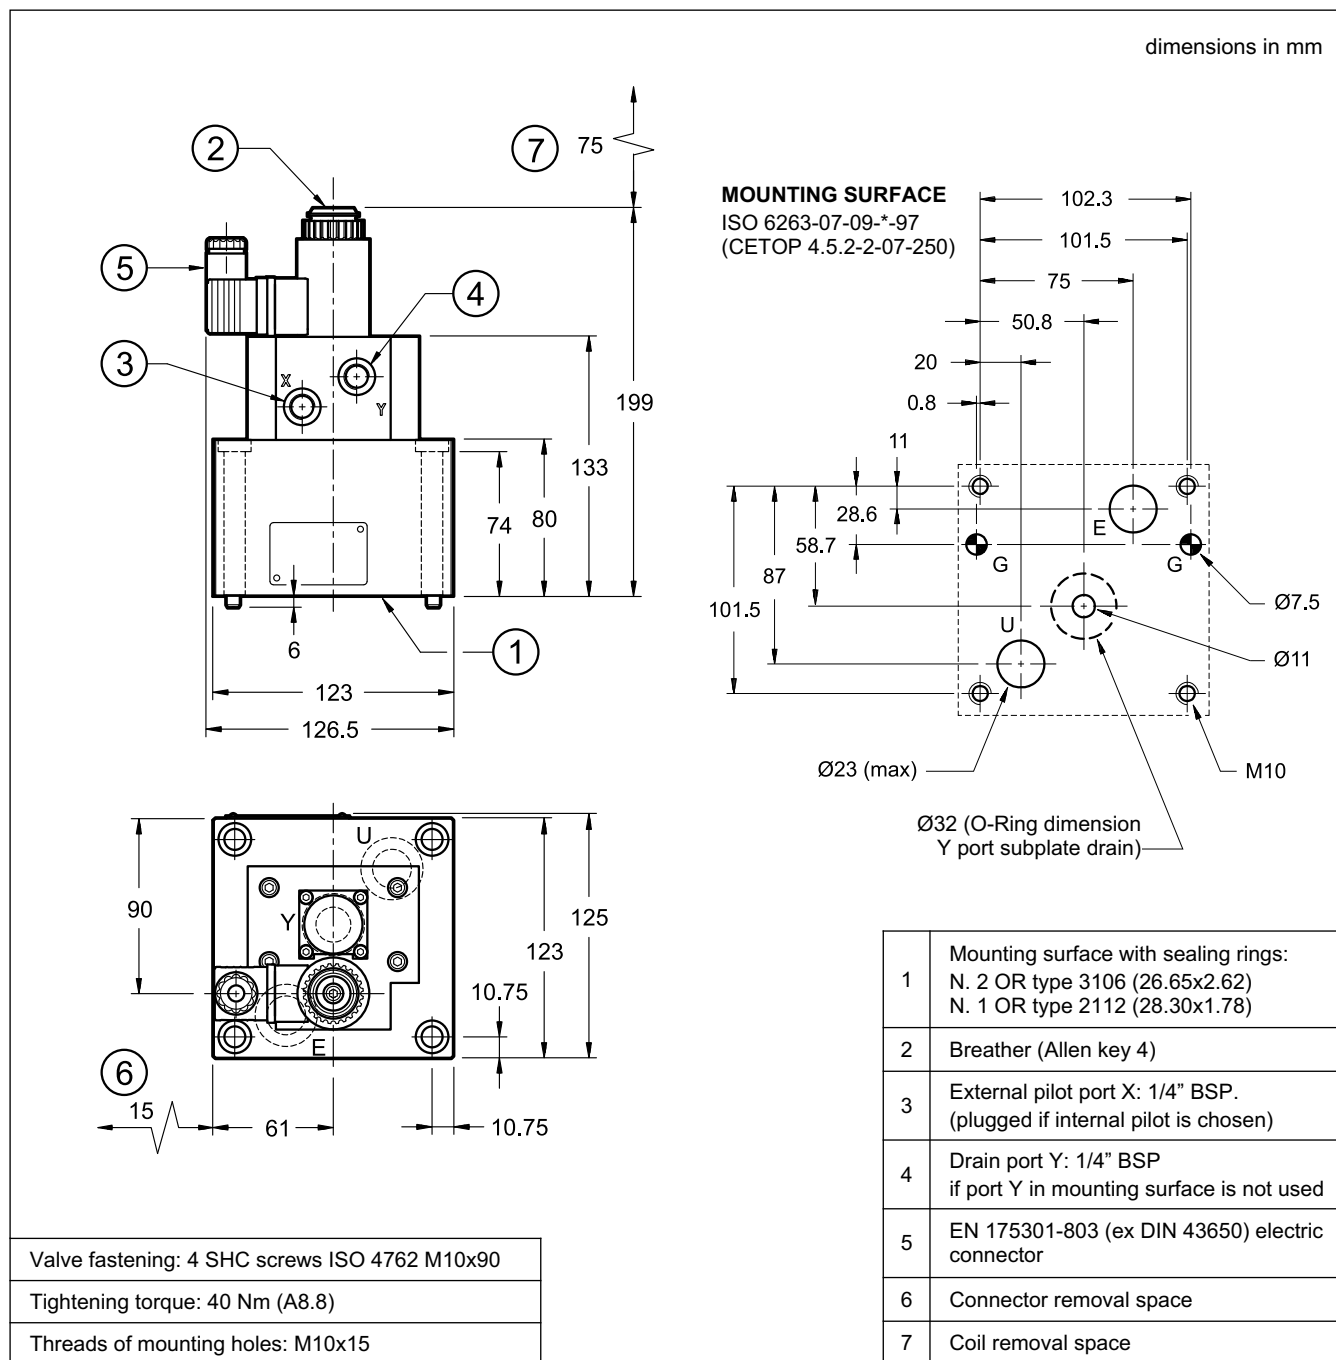 dimensions in mm
2
7
75
MOUNTING SURFACE
ISO 6263-07-09-*-97
(CETOP 4.5.2-2-07-250)
102.3
101.5
75
50.8
20
0.8
11
5
4
3
X
Y
199
133
74
80
6
1
123
126.5
28.6
58.7
87
101.5
E
G
G
U
Ø7.5
Ø11
Ø23 (max)
M10
Ø32 (O-Ring dimension
Y port subplate drain)
U
Y
E
90
125
123
10.75
6
15
61
10.75
1
Mounting surface with sealing rings:
N. 2 OR type 3106 (26.65x2.62)
N. 1 OR type 2112 (28.30x1.78)
2 Breather (Allen key 4)
3
External pilot port X: 1/4” BSP.
(plugged if internal pilot is chosen)
4
Drain port Y: 1/4” BSP
if port Y in mounting surface is not used
5
EN 175301-803 (ex DIN 43650) electric
connector
6 Connector removal space
7 Coil removal space
Valve fastening: 4 SHC screws ISO 4762 M10x90
Tightening torque: 40 Nm (A8.8)
Threads of mounting holes: M10x15